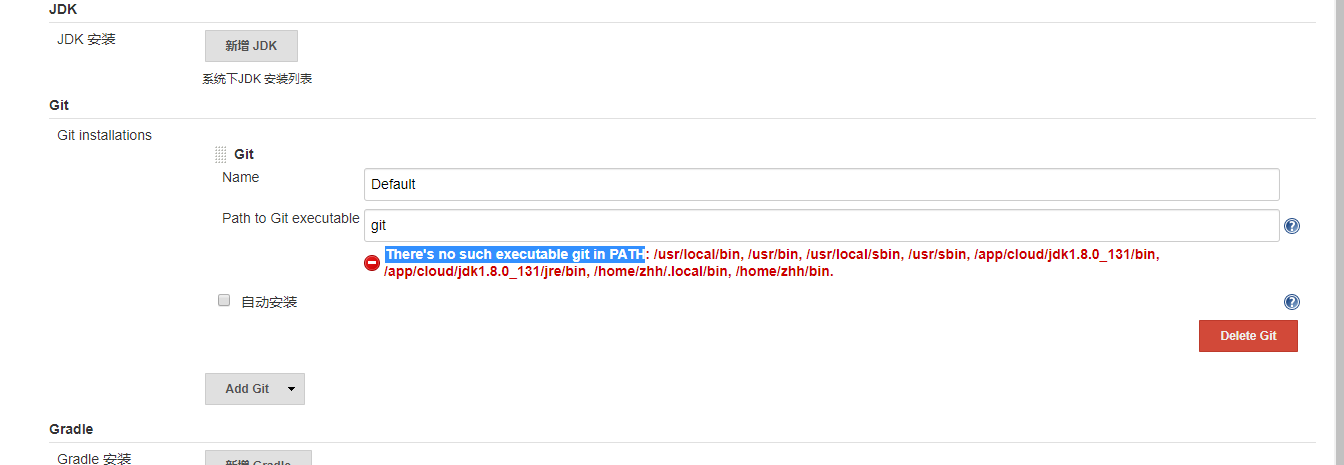 JDK
JDK 安装
新增 JDK
系统下JDK 安装列表
Git
Git installations
Git
Name
Default
Path to Git executable
git
There's no such executable git in PATH: /usr/local/bin, /usr/bin, /usr/local/sbin, /usr/sbin, /app/cloud/jdk1.8.0_131/bin,
/app/cloud/jdk1.8.0_131/jre/bin, /home/zhh/.local/bin, /home/zhh/bin.
自动安装
Delete Git
Add Git
Gradle
Gradle 安装
新增 Gradle